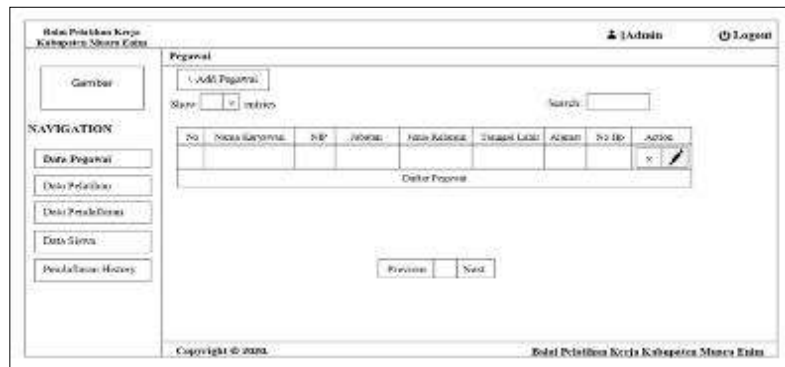 Balai Pelatihan Kerja
Kabupaten Muara Enim
Admin
Logout
Gambar
NAVIGATION
Data Pegawai
Data Pelatihan
Data Pendaftaran
Data Siswa
Pendaftaran History
Pegawai
+ Add Pegawai
Show entries
Search:
No Nama Karyawan NIP Jabatan Jenis Kelamin Tanggal Lahir Alamat No Hp Action
×
Daftar Pegawai
Previous Next
Copyright © 2020.
Balai Pelatihan Kerja Kabupaten Muara Enim